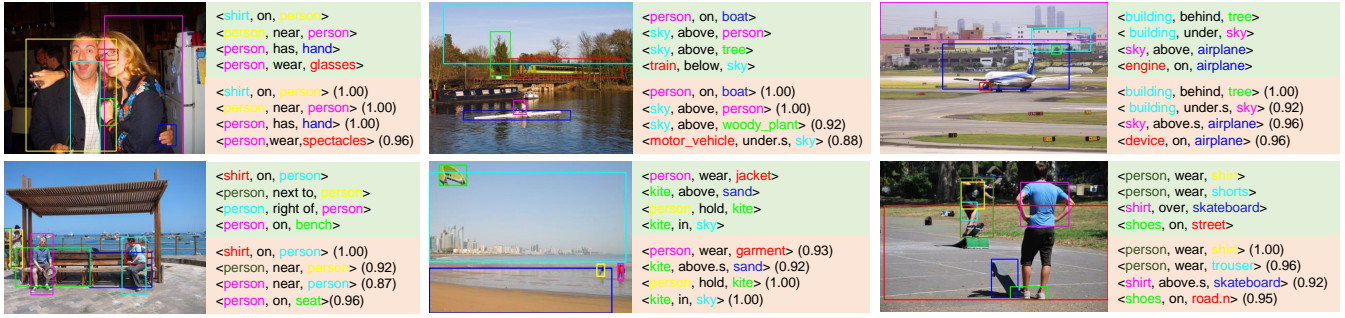 <shirt, on, person>
<person, near, person>
<person, has, hand>
<person, wear, glasses>
<shirt, on, person> (1.00)
<person, near, person> (1.00)
<person, has, hand> (1.00)
<person,wear,spectacles> (0.96)
<person, on, boat>
<sky, above, person>
<sky, above, tree>
<train, below, sky>
<person, on, boat> (1.00)
<sky, above, person> (1.00)
<sky, above, woody_plant> (0.92)
<motor_vehicle, under.s, sky> (0.88)
<building, behind, tree>
< building, under, sky>
<sky, above, airplane>
<engine, on, airplane>
<building, behind, tree> (1.00)
< building, under.s, sky> (0.92)
<sky, above.s, airplane> (0.96)
<device, on, airplane> (0.96)
<shirt, on, person>
<person, next to, person>
<person, right of, person>
<person, on, bench>
<shirt, on, person> (1.00)
<person, near, person> (0.92)
<person, near, person> (0.87)
<person, on, seat>(0.96)
<person, wear, jacket>
<kite, above, sand>
<person, hold, kite>
<kite, in, sky>
<person, wear, garment> (0.93)
<kite, above.s, sand> (0.92)
<person, hold, kite> (1.00)
<kite, in, sky> (1.00)
<person, wear, shirt>
<person, wear, shorts>
<shirt, over, skateboard>
<shoes, on, street>
<person, wear, shirt> (1.00)
<person, wear, trouser> (0.96)
<shirt, above.s, skateboard> (0.92)
<shoes, on, road.n> (0.95)